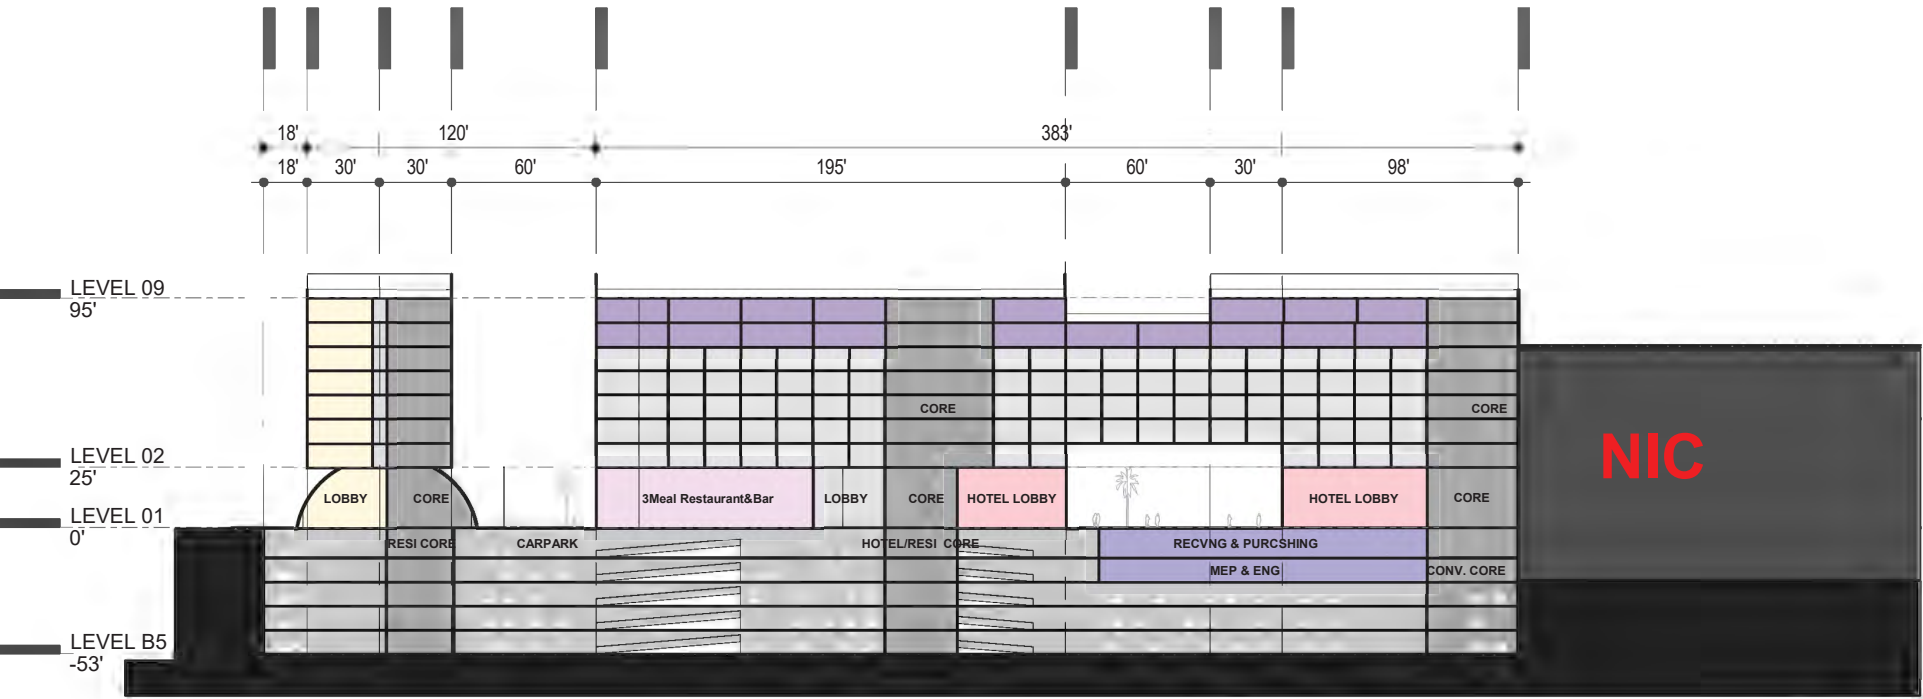 18' 120' 383'
18' 30' 30' 60' 195' 60' 30' 98'
LEVEL 09
95'
CORE CORE
NIC
LEVEL 02
25'
LOBBY CORE 3Meal Restaurant&Bar LOBBY CORE HOTEL LOBBY HOTEL LOBBY CORE
LEVEL 01
0'
RESI CORE CARPARK HOTEL/RESI CORE RECVNG & PURCSHING
MEP & ENG CONV. CORE
LEVEL B5
-53'